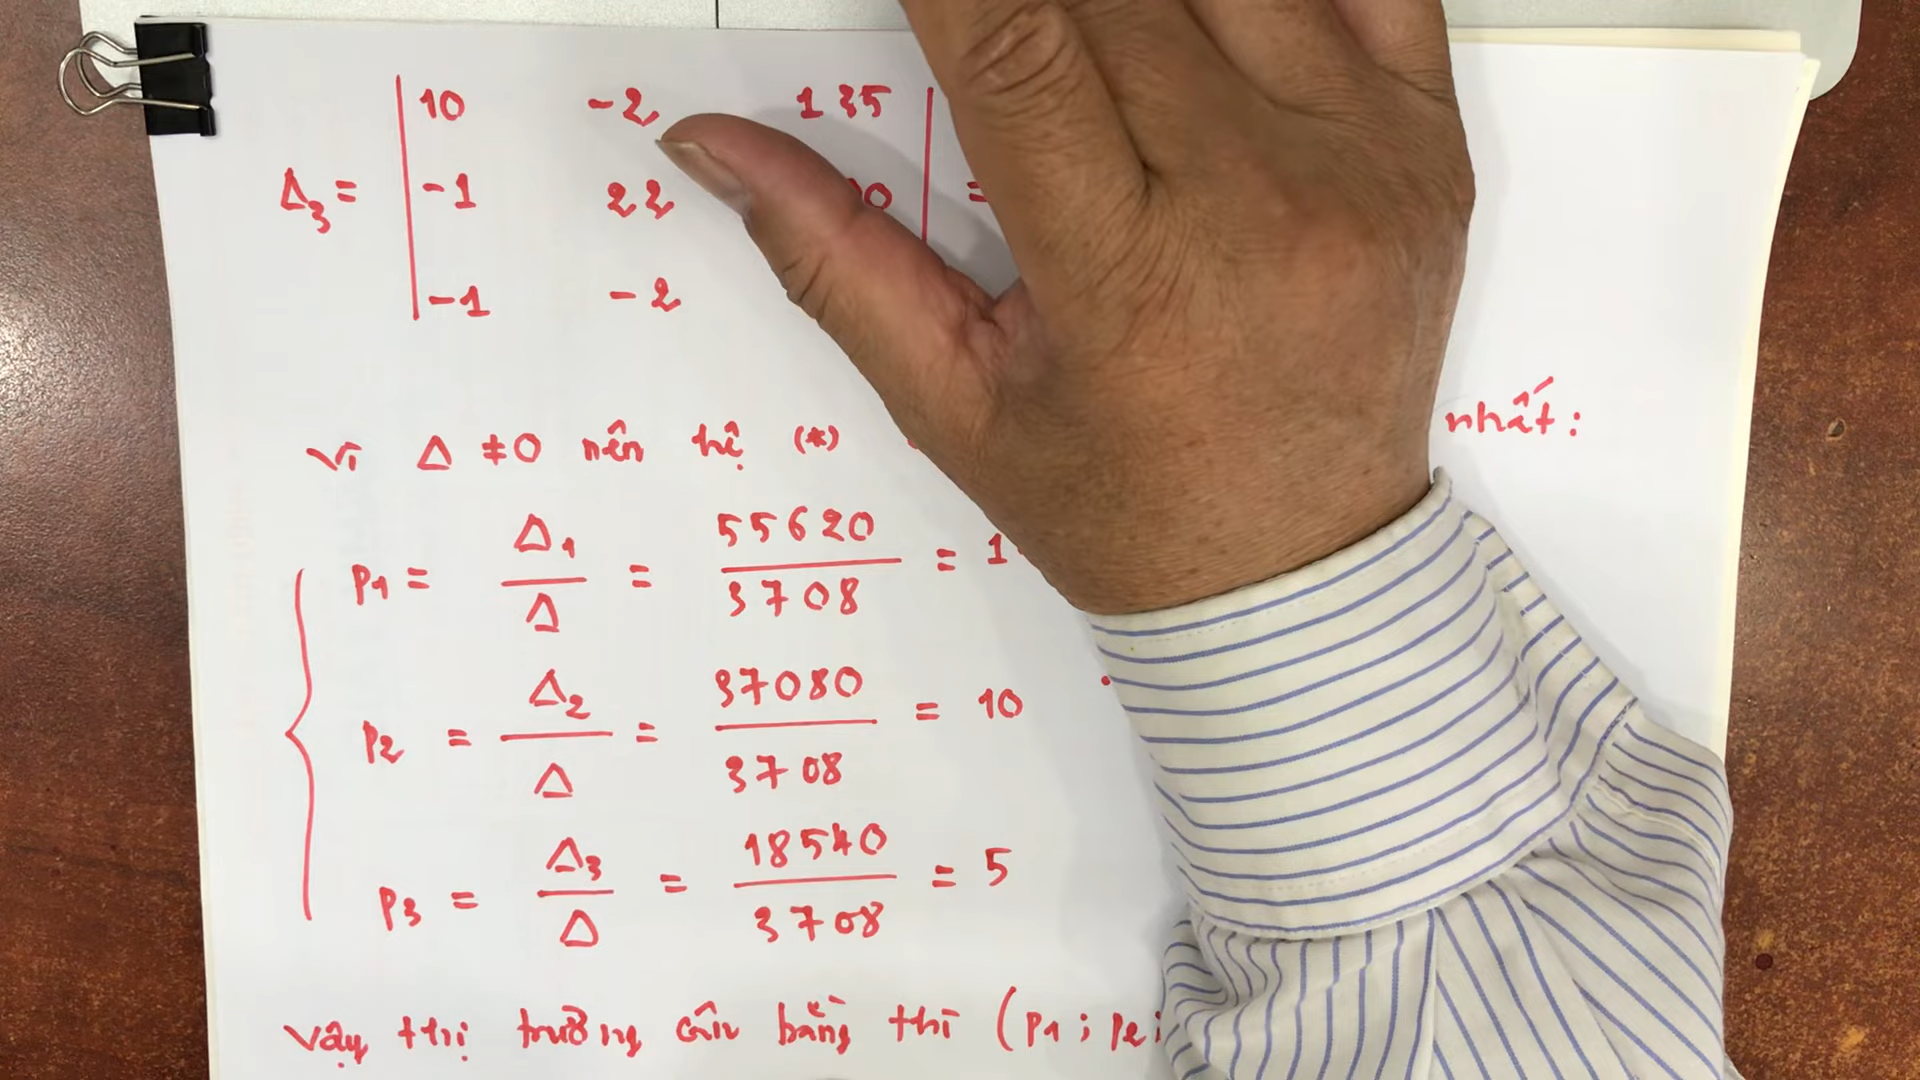 Δ₃ = | 10 -2 135 |
| -1 22 0 | =
| -1 -2
Vì Δ ≠ 0 nên hệ (*) nhất:
p₁ = Δ₁/Δ = 55620/3708 = 1
p₂ = Δ₂/Δ = 37080/3708 = 10
p₃ = Δ₃/Δ = 18540/3708 = 5
Vậy thị trường cân bằng thì (p₁; p₂;